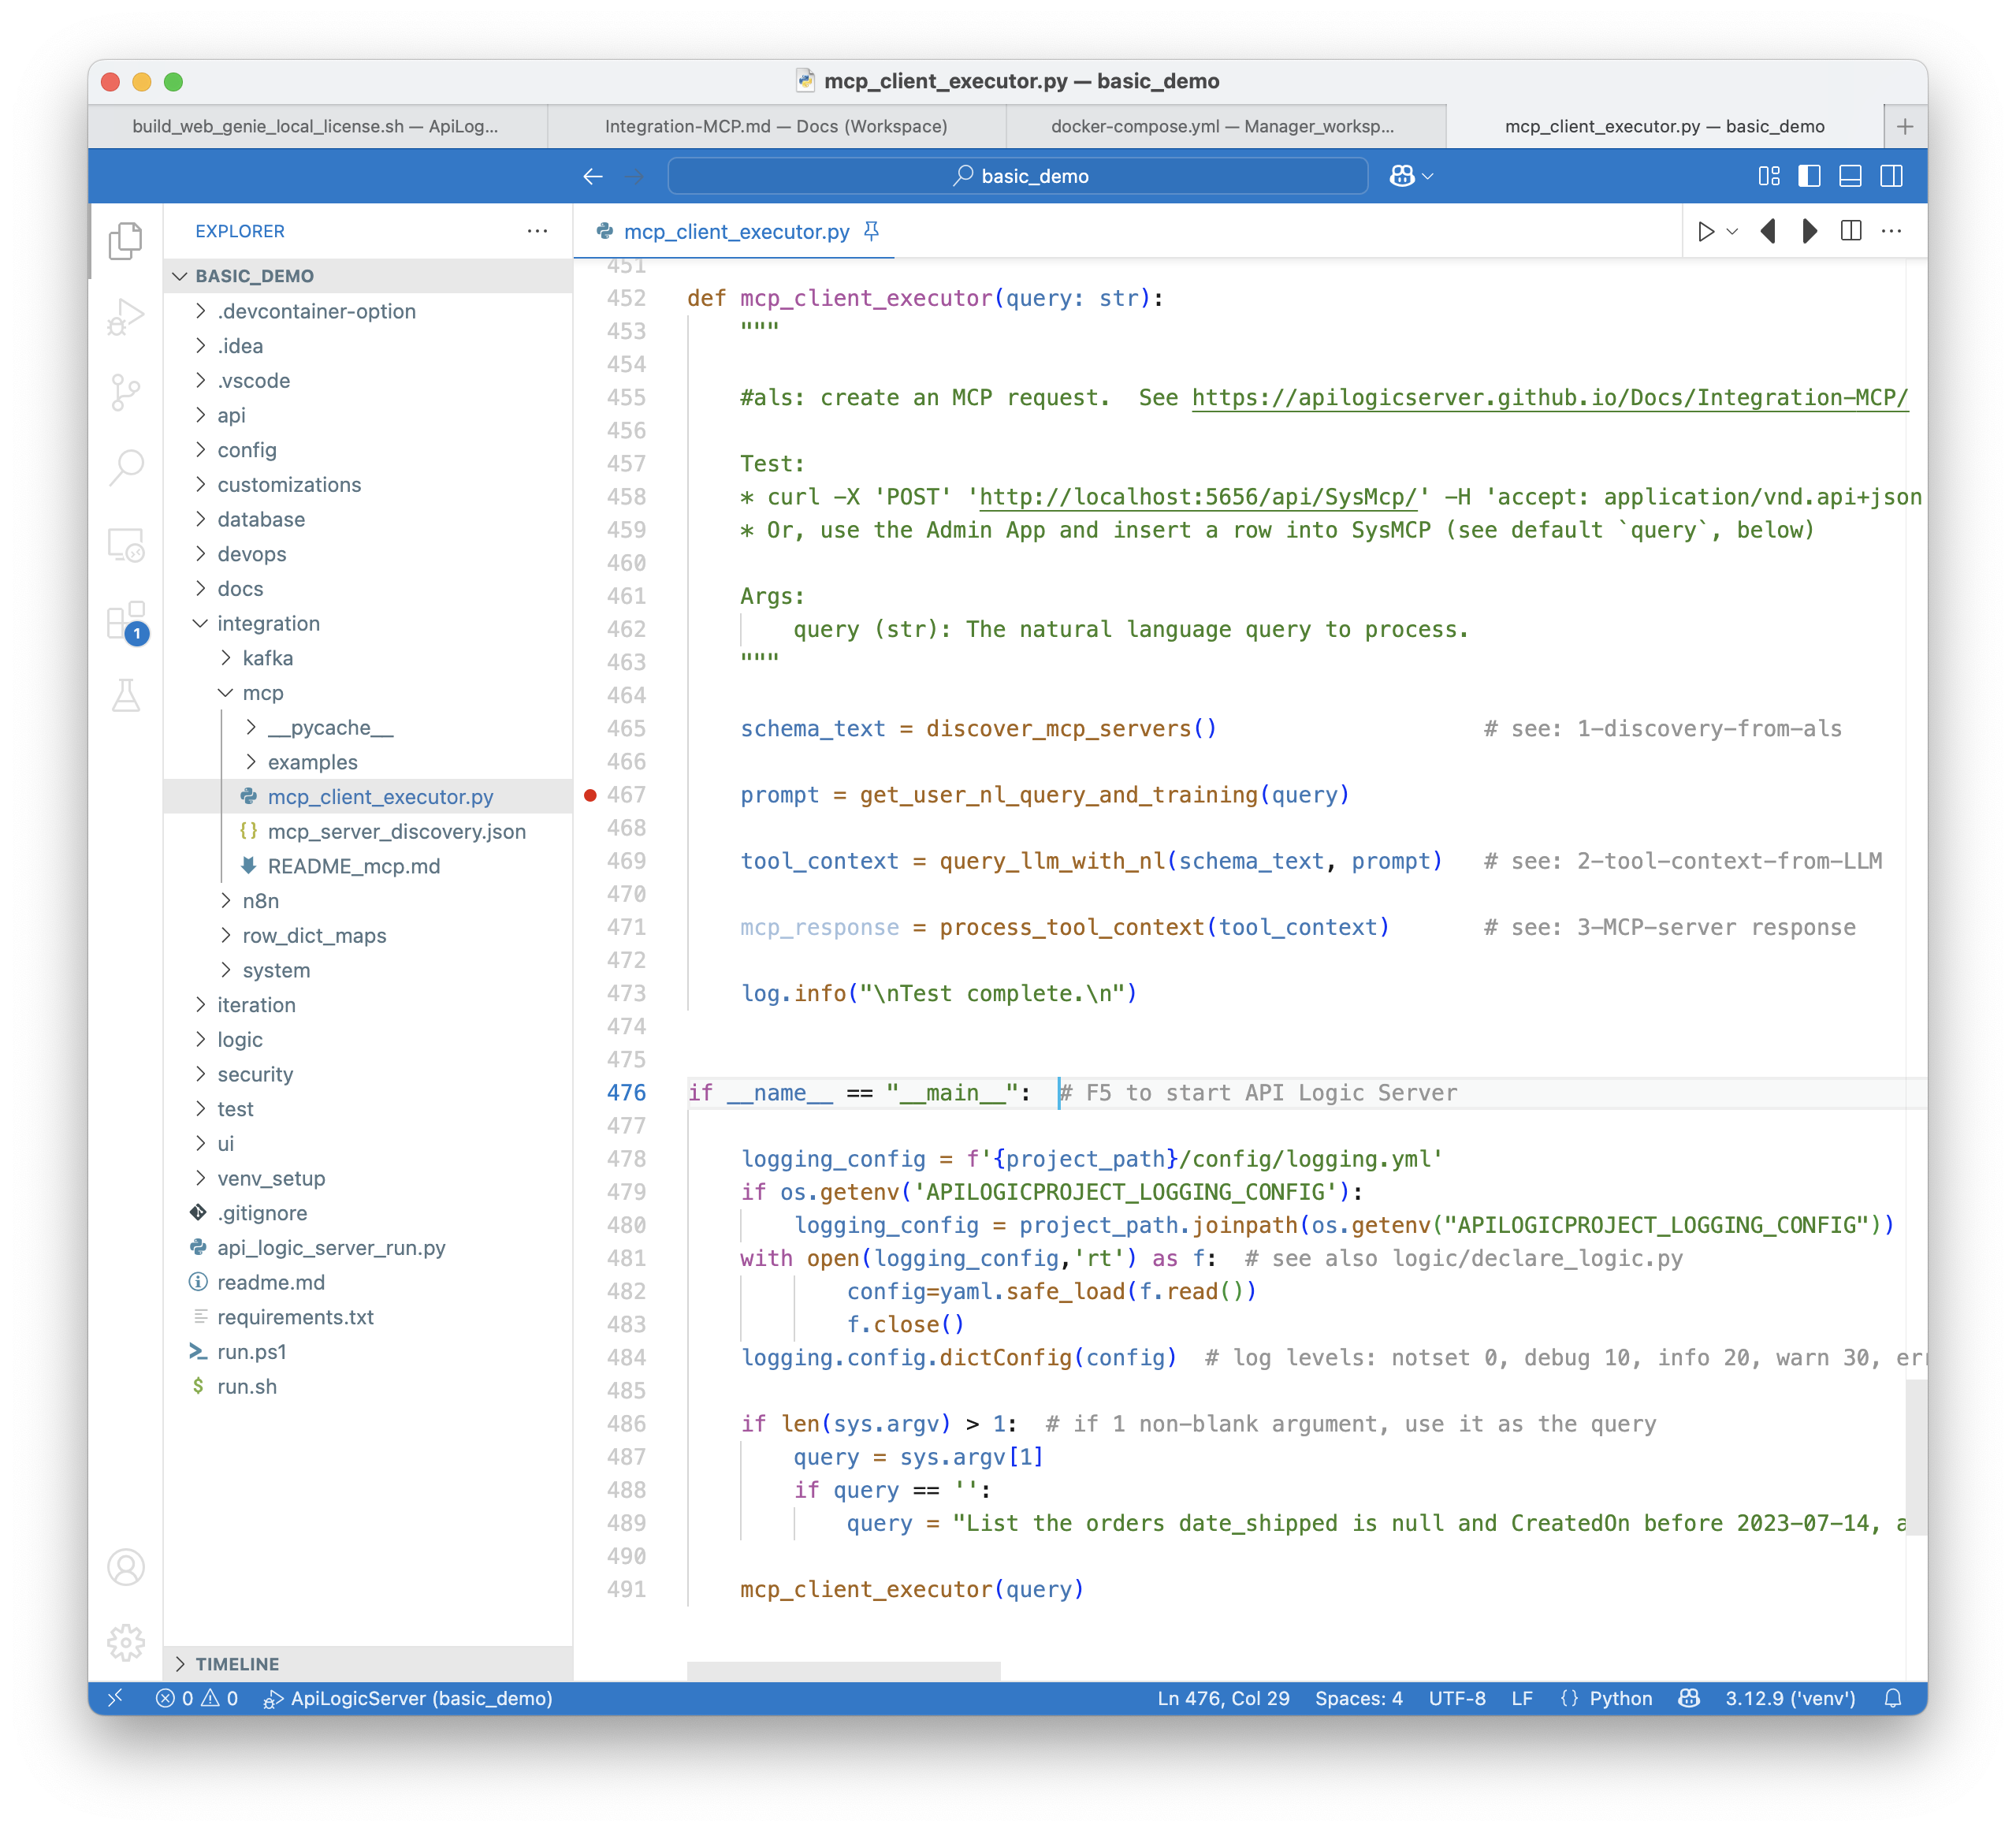 mcp_client_executor.py — basic_demo
build_web_genie_local_license.sh — ApiLog...
Integration-MCP.md — Docs (Workspace)
docker-compose.yml — Manager_worksp...
mcp_client_executor.py — basic_demo
basic_demo
EXPLORER
BASIC_DEMO
.devcontainer-option
.idea
.vscode
api
config
customizations
database
devops
docs
integration
kafka
mcp
__pycache__
examples
mcp_client_executor.py
mcp_server_discovery.json
README_mcp.md
n8n
row_dict_maps
system
iteration
logic
security
test
ui
venv_setup
.gitignore
api_logic_server_run.py
readme.md
requirements.txt
run.ps1
run.sh
TIMELINE
1
mcp_client_executor.py
451
452 def mcp_client_executor(query: str):
453     """
454
455     #als: create an MCP request.  See https://apilogicserver.github.io/Docs/Integration-MCP/
456
457     Test:
458     * curl -X 'POST' 'http://localhost:5656/api/SysMcp/' -H 'accept: application/vnd.api+json
459     * Or, use the Admin App and insert a row into SysMCP (see default `query`, below)
460
461     Args:
462         query (str): The natural language query to process.
463     """
464
465     schema_text = discover_mcp_servers()                    # see: 1-discovery-from-als
466
467     prompt = get_user_nl_query_and_training(query)
468
469     tool_context = query_llm_with_nl(schema_text, prompt)   # see: 2-tool-context-from-LLM
470
471     mcp_response = process_tool_context(tool_context)       # see: 3-MCP-server response
472
473     log.info("\nTest complete.\n")
474
475
476 if __name__ == "__main__":  # F5 to start API Logic Server
477
478     logging_config = f'{project_path}/config/logging.yml'
479     if os.getenv('APILOGICPROJECT_LOGGING_CONFIG'):
480         logging_config = project_path.joinpath(os.getenv("APILOGICPROJECT_LOGGING_CONFIG"))
481     with open(logging_config,'rt') as f:  # see also logic/declare_logic.py
482             config=yaml.safe_load(f.read())
483             f.close()
484     logging.config.dictConfig(config)  # log levels: notset 0, debug 10, info 20, warn 30, err
485
486     if len(sys.argv) > 1:  # if 1 non-blank argument, use it as the query
487         query = sys.argv[1]
488         if query == '':
489             query = "List the orders date_shipped is null and CreatedOn before 2023-07-14, a
490
491     mcp_client_executor(query)
0 0 ApiLogicServer (basic_demo) Ln 476, Col 29 Spaces: 4 UTF-8 LF {} Python 3.12.9 ('venv')